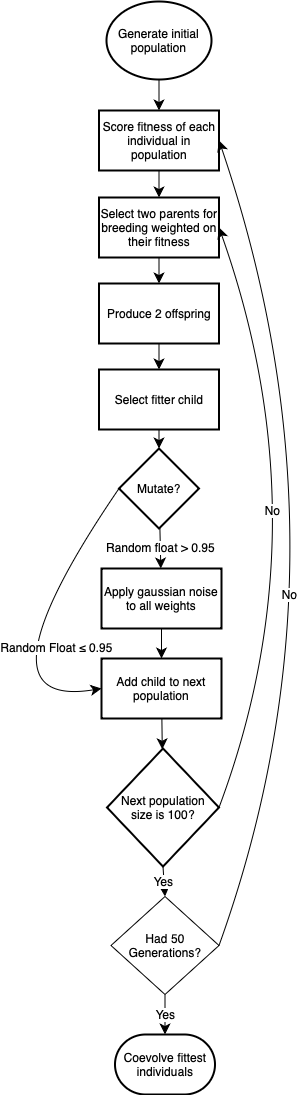 Generate initial
population
Score fitness of each
individual in
population
Select two parents for
breeding weighted on
their fitness
Produce 2 offspring
Select fitter child
Mutate?
Random float > 0.95
Apply gaussian noise
to all weights
Random Float ≤ 0.95
Add child to next
population
Next population
size is 100?
No
Yes
Had 50
Generations?
No
Yes
Coevolve fittest
individuals